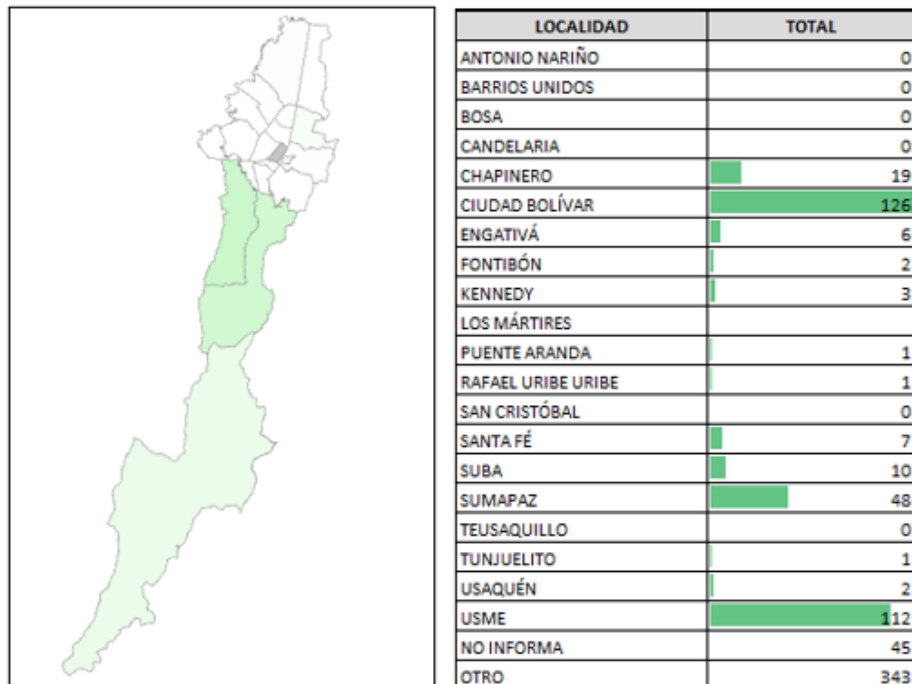 LOCALIDAD TOTAL
ANTONIO NARIÑO 0
BARRIOS UNIDOS 0
BOSA 0
CANDELARIA 0
CHAPINERO 19
CIUDAD BOLÍVAR 126
ENGATIVÁ 6
FONTIBÓN 2
KENNEDY 3
LOS MÁRTIRES
PUENTE ARANDA 1
RAFAEL URIBE URIBE 1
SAN CRISTÓBAL 0
SANTA FÉ 7
SUBA 10
SUMAPAZ 48
TEUSAQUILLO 0
TUNJUELITO 1
USAQUÉN 2
USME 112
NO INFORMA 45
OTRO 343